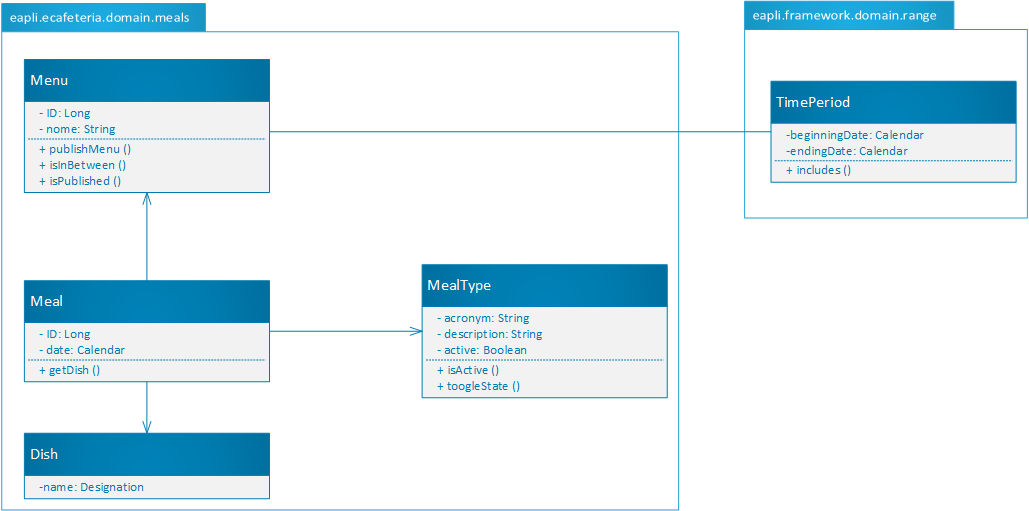 eapli.ecafeteria.domain.meals
Menu
- ID: Long
- nome: String
+ publishMenu ()
+ isInBetween ()
+ isPublished ()
Meal
- ID: Long
- date: Calendar
+ getDish ()
Dish
-name: Designation
MealType
- acronym: String
- description: String
- active: Boolean
+ isActive ()
+ toogleState ()
eapli.framework.domain.range
TimePeriod
-beginningDate: Calendar
-endingDate: Calendar
+ includes ()